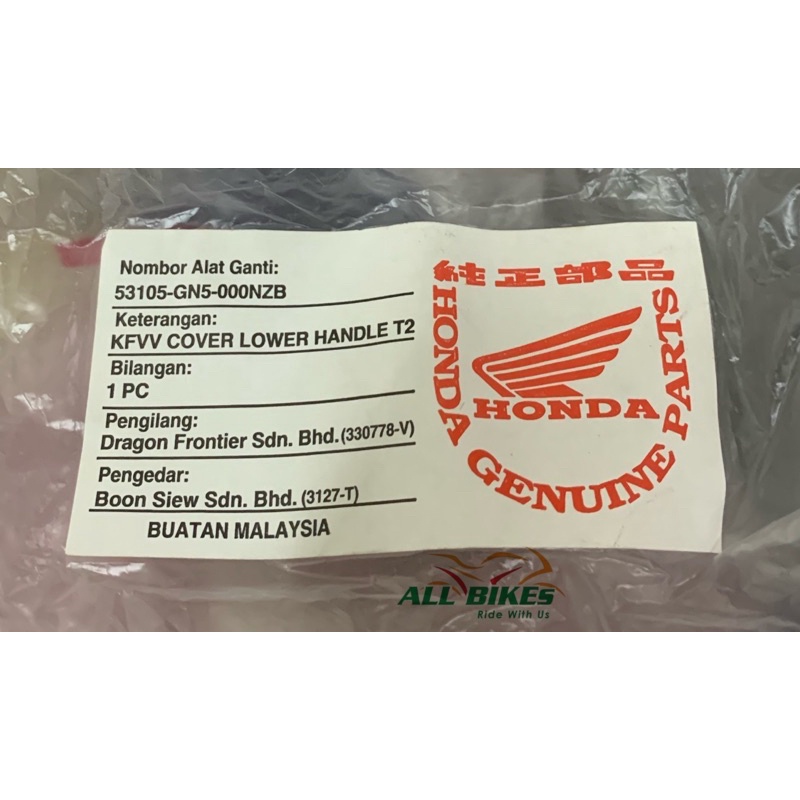 Nombor Alat Ganti:
53105-GN5-000NZB
Keterangan:
KFVV COVER LOWER HANDLE T2
Bilangan:
1 PC
Pengilang:
Dragon Frontier Sdn. Bhd. (330778-V)
Pengedar:
Boon Siew Sdn. Bhd. (3127-T)
BUATAN MALAYSIA
純正部品
HONDA
HONDA GENUINE PARTS
ALL BIKES
Ride With Us